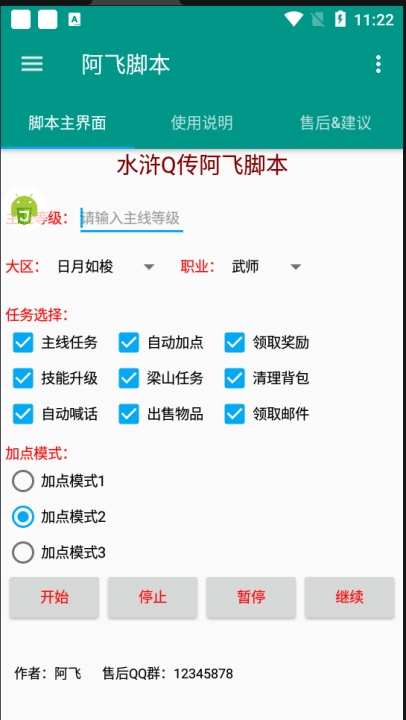 11:22
阿飞脚本
脚本主界面 使用说明 售后&建议
水浒Q传阿飞脚本
等级： 请输入主线等级
大区： 日月如梭 职业： 武师
任务选择：
主线任务 自动加点 领取奖励
技能升级 梁山任务 清理背包
自动喊话 出售物品 领取邮件
加点模式：
加点模式1
加点模式2
加点模式3
开始 停止 暂停 继续
作者：阿飞 售后QQ群：12345878